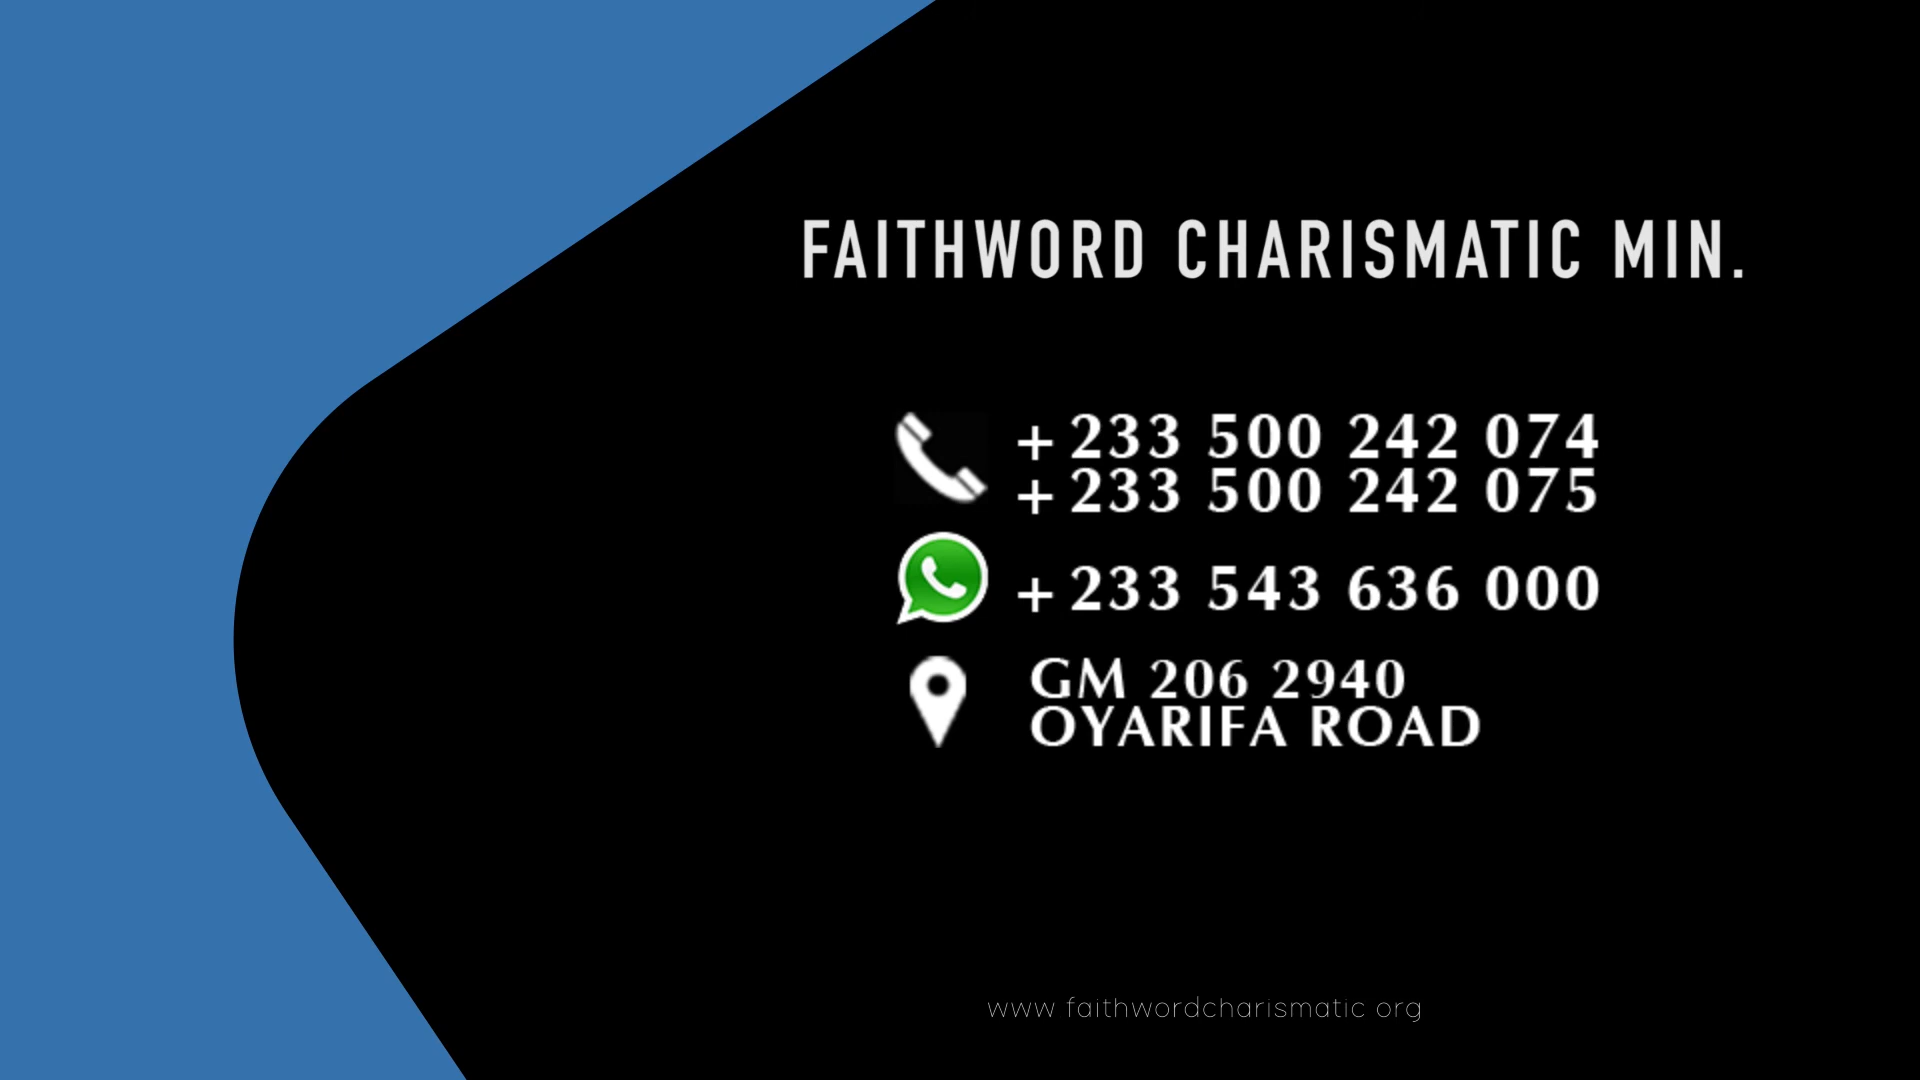 FAITHWORD CHARISMATIC MIN.
+233 500 242 074
+233 500 242 075
+233 543 636 000
GM 206 2940
OYARIFA ROAD
www faithwordcharismatic org